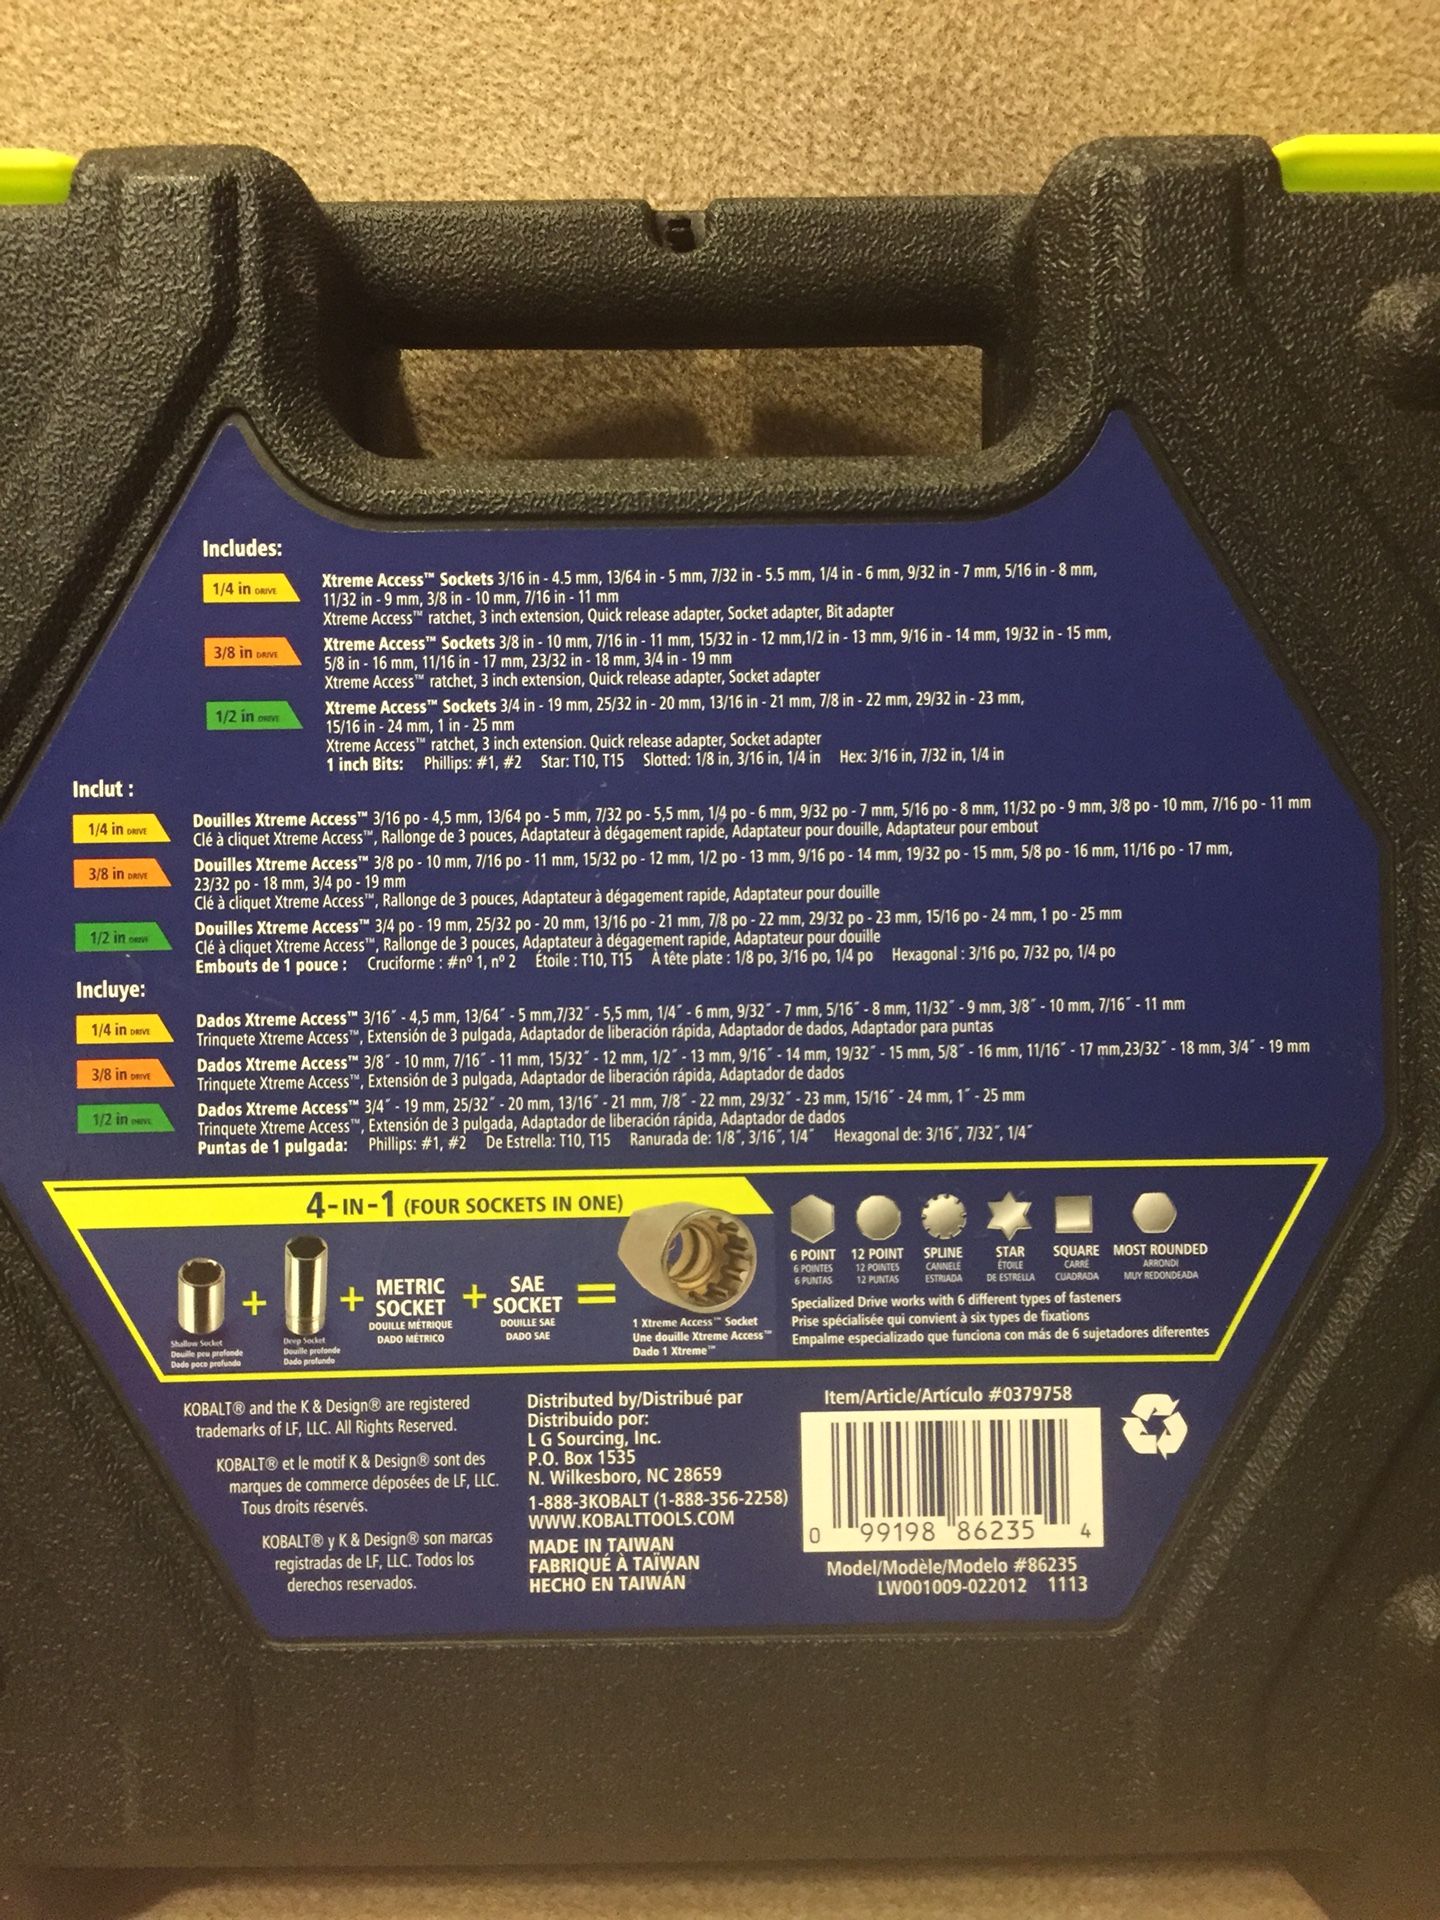 Includes:
1/4 in DRIVE
Xtreme Access™ Sockets 3/16 in - 4.5 mm, 13/64 in - 5 mm, 7/32 in - 5.5 mm, 1/4 in - 6 mm, 9/32 in - 7 mm, 5/16 in - 8 mm,
11/32 in - 9 mm, 3/8 in - 10 mm, 7/16 in - 11 mm
Xtreme Access™ ratchet, 3 inch extension, Quick release adapter, Socket adapter, Bit adapter
3/8 in DRIVE
Xtreme Access™ Sockets 3/8 in - 10 mm, 7/16 in - 11 mm, 15/32 in - 12 mm,1/2 in - 13 mm, 9/16 in - 14 mm, 19/32 in - 15 mm,
5/8 in - 16 mm, 11/16 in - 17 mm, 23/32 in - 18 mm, 3/4 in - 19 mm
Xtreme Access™ ratchet, 3 inch extension, Quick release adapter, Socket adapter
1/2 in DRIVE
Xtreme Access™ Sockets 3/4 in - 19 mm, 25/32 in - 20 mm, 13/16 in - 21 mm, 7/8 in - 22 mm, 29/32 in - 23 mm,
15/16 in - 24 mm, 1 in - 25 mm
Xtreme Access™ ratchet, 3 inch extension. Quick release adapter, Socket adapter
1 inch Bits: Phillips: #1, #2 Star: T10, T15 Slotted: 1/8 in, 3/16 in, 1/4 in Hex: 3/16 in, 7/32 in, 1/4 in
Inclut :
1/4 in DRIVE
Douilles Xtreme Access™ 3/16 po - 4,5 mm, 13/64 po - 5 mm, 7/32 po - 5,5 mm, 1/4 po - 6 mm, 9/32 po - 7 mm, 5/16 po - 8 mm, 11/32 po - 9 mm, 3/8 po - 10 mm, 7/16 po - 11 mm
Clé à cliquet Xtreme Access™, Rallonge de 3 pouces, Adaptateur à dégagement rapide, Adaptateur pour douille, Adaptateur pour embout
3/8 in DRIVE
Douilles Xtreme Access™ 3/8 po - 10 mm, 7/16 po - 11 mm, 15/32 po - 12 mm, 1/2 po - 13 mm, 9/16 po - 14 mm, 19/32 po - 15 mm, 5/8 po - 16 mm, 11/16 po - 17 mm,
23/32 po - 18 mm, 3/4 po - 19 mm
Clé à cliquet Xtreme Access™, Rallonge de 3 pouces, Adaptateur à dégagement rapide, Adaptateur pour douille
1/2 in DRIVE
Douilles Xtreme Access™ 3/4 po - 19 mm, 25/32 po - 20 mm, 13/16 po - 21 mm, 7/8 po - 22 mm, 29/32 po - 23 mm, 15/16 po - 24 mm, 1 po - 25 mm
Clé à cliquet Xtreme Access™, Rallonge de 3 pouces, Adaptateur à dégagement rapide, Adaptateur pour douille
Embouts de 1 pouce : Cruciforme : #nº 1, nº 2 Étoile : T10, T15 À tête plate : 1/8 po, 3/16 po, 1/4 po Hexagonal : 3/16 po, 7/32 po, 1/4 po
Incluye:
1/4 in DRIVE
Dados Xtreme Access™ 3/16˝ - 4,5 mm, 13/64˝ - 5 mm,7/32˝ - 5,5 mm, 1/4˝ - 6 mm, 9/32˝ - 7 mm, 5/16˝ - 8 mm, 11/32˝ - 9 mm, 3/8˝ - 10 mm, 7/16˝ - 11 mm
Trinquete Xtreme Access™, Extensión de 3 pulgada, Adaptador de liberación rápida, Adaptador de dados, Adaptador para puntas
3/8 in DRIVE
Dados Xtreme Access™ 3/8˝ - 10 mm, 7/16˝ - 11 mm, 15/32˝ - 12 mm, 1/2˝ - 13 mm, 9/16˝ - 14 mm, 19/32˝ - 15 mm, 5/8˝ - 16 mm, 11/16˝ - 17 mm,23/32˝ - 18 mm, 3/4˝ - 19 mm
Trinquete Xtreme Access™, Extensión de 3 pulgada, Adaptador de liberación rápida, Adaptador de dados
1/2 in DRIVE
Dados Xtreme Access™ 3/4˝ - 19 mm, 25/32˝ - 20 mm, 13/16˝ - 21 mm, 7/8˝ - 22 mm, 29/32˝ - 23 mm, 15/16˝ - 24 mm, 1˝ - 25 mm
Trinquete Xtreme Access™, Extensión de 3 pulgada, Adaptador de liberación rápida, Adaptador de dados
Puntas de 1 pulgada: Phillips: #1, #2 De Estrella: T10, T15 Ranurada de: 1/8˝, 3/16˝, 1/4˝ Hexagonal de: 3/16˝, 7/32˝, 1/4˝
4-IN-1 (FOUR SOCKETS IN ONE)
Shallow Socket
Douille peu profonde
Dado poco profundo
+
Deep Socket
Douille profonde
Dado profundo
+
METRIC
SOCKET
DOUILLE MÉTRIQUE
DADO MÉTRICO
+
SAE
SOCKET
DOUILLE SAE
DADO SAE
=
1 Xtreme Access™ Socket
Une douille Xtreme Access™
Dado 1 Xtreme™
6 POINT
6 POINTES
6 PUNTAS
12 POINT
12 POINTES
12 PUNTAS
SPLINE
CANNELÉ
ESTRIADA
STAR
ÉTOILE
DE ESTRELLA
SQUARE
CARRÉ
CUADRADA
MOST ROUNDED
ARRONDI
MUY REDONDEADA
Specialized Drive works with 6 different types of fasteners
Prise spécialisée qui convient à six types de fixations
Empalme especializado que funciona con más de 6 sujetadores diferentes
KOBALT® and the K & Design® are registered
trademarks of LF, LLC. All Rights Reserved.
KOBALT® et le motif K & Design® sont des
marques de commerce déposées de LF, LLC.
Tous droits réservés.
KOBALT® y K & Design® son marcas
registradas de LF, LLC. Todos los
derechos reservados.
Distributed by/Distribué par
Distribuido por:
L G Sourcing, Inc.
P.O. Box 1535
N. Wilkesboro, NC 28659
1-888-3KOBALT (1-888-356-2258)
WWW.KOBALTTOOLS.COM
MADE IN TAIWAN
FABRIQUÉ À TAÏWAN
HECHO EN TAIWÁN
Item/Article/Artículo #0379758
0 99198 86235 4
Model/Modèle/Modelo #86235
LW001009-022012 1113